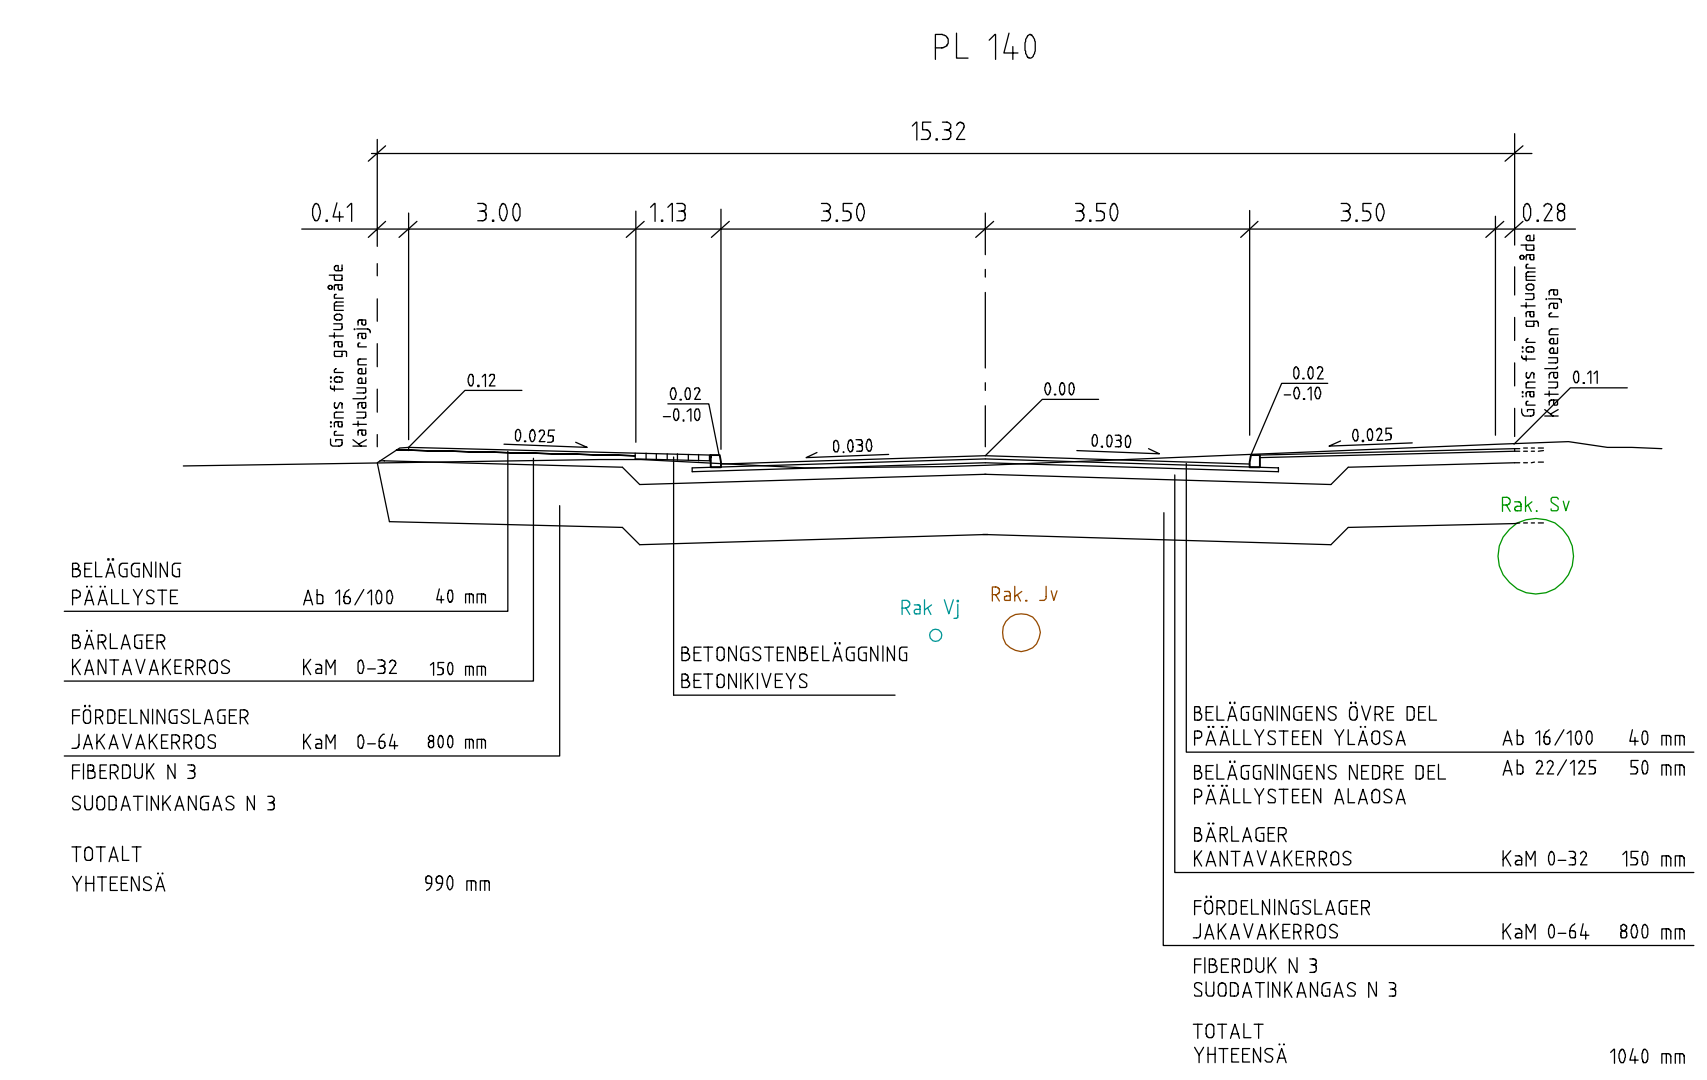 PL 140
15.32
0.41 3.00 1.13 3.50 3.50 3.50 0.28
Gräns för gatuområde
Katualueen raja
Gräns för gatuområde
Katualueen raja
0.12
0.02
-0.10
0.00
0.02
-0.10
0.11
0.025
0.030
0.030
0.025
Rak. Sv
Rak Vj
Rak. Jv
BELÄGGNING
PÄÄLLYSTE Ab 16/100 40 mm
BÄRLAGER
KANTAVAKERROS KaM 0-32 150 mm
FÖRDELNINGSLAGER
JAKAVAKERROS KaM 0-64 800 mm
FIBERDUK N 3
SUODATINKANGAS N 3
TOTALT
YHTEENSÄ 990 mm
BETONGSTENBELÄGGNING
BETONIKIVEYS
BELÄGGNINGENS ÖVRE DEL
PÄÄLLYSTEEN YLÄOSA Ab 16/100 40 mm
BELÄGGNINGENS NEDRE DEL Ab 22/125 50 mm
PÄÄLLYSTEEN ALAOSA
BÄRLAGER
KANTAVAKERROS KaM 0-32 150 mm
FÖRDELNINGSLAGER
JAKAVAKERROS KaM 0-64 800 mm
FIBERDUK N 3
SUODATINKANGAS N 3
TOTALT
YHTEENSÄ 1040 mm